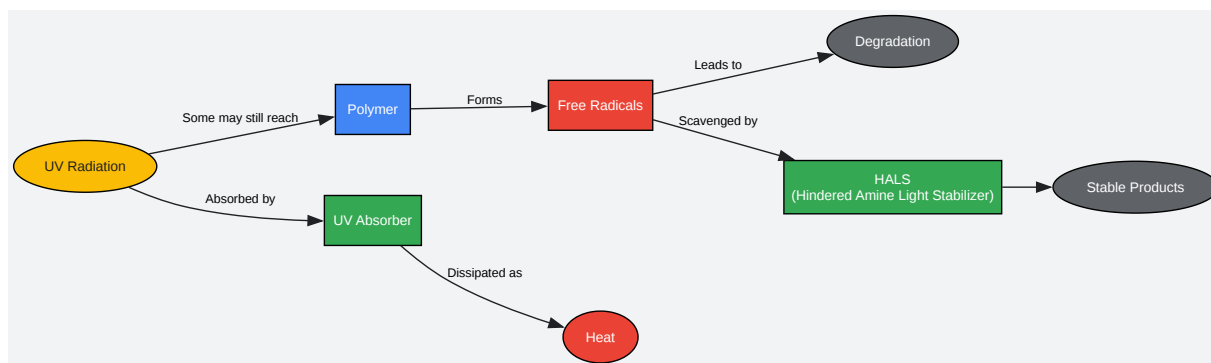 Degradation
Leads to
Polymer
Forms
Free Radicals
Some may still reach
Scavenged by
UV Radiation
HALS
(Hindered Amine Light Stabilizer)
Stable Products
Absorbed by
UV Absorber
Dissipated as
Heat